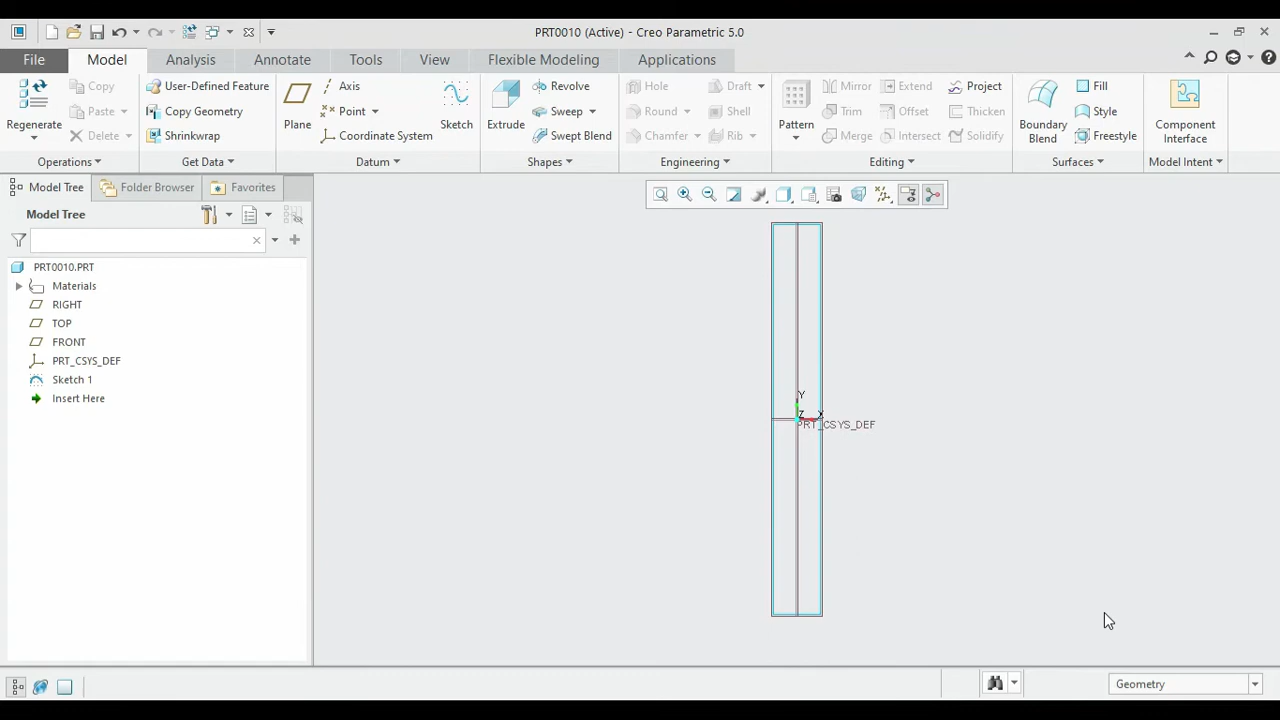 PRT0010 (Active) - Creo Parametric 5.0
File Model Analysis Annotate Tools View Flexible Modeling Applications
Regenerate
Copy
Paste
Delete
Operations
User-Defined Feature
Copy Geometry
Shrinkwrap
Get Data
Plane
Axis
Point
Coordinate System
Sketch
Datum
Extrude
Revolve
Sweep
Swept Blend
Shapes
Hole
Round
Chamfer
Draft
Shell
Rib
Engineering
Pattern
Mirror
Trim
Merge
Extend
Offset
Intersect
Project
Thicken
Solidify
Editing
Boundary
Blend
Fill
Style
Freestyle
Surfaces
Component
Interface
Model Intent
Model Tree Folder Browser Favorites
Model Tree
PRT0010.PRT
Materials
RIGHT
TOP
FRONT
PRT_CSYS_DEF
Sketch 1
Insert Here
Y
Z X
PRT_CSYS_DEF
Geometry